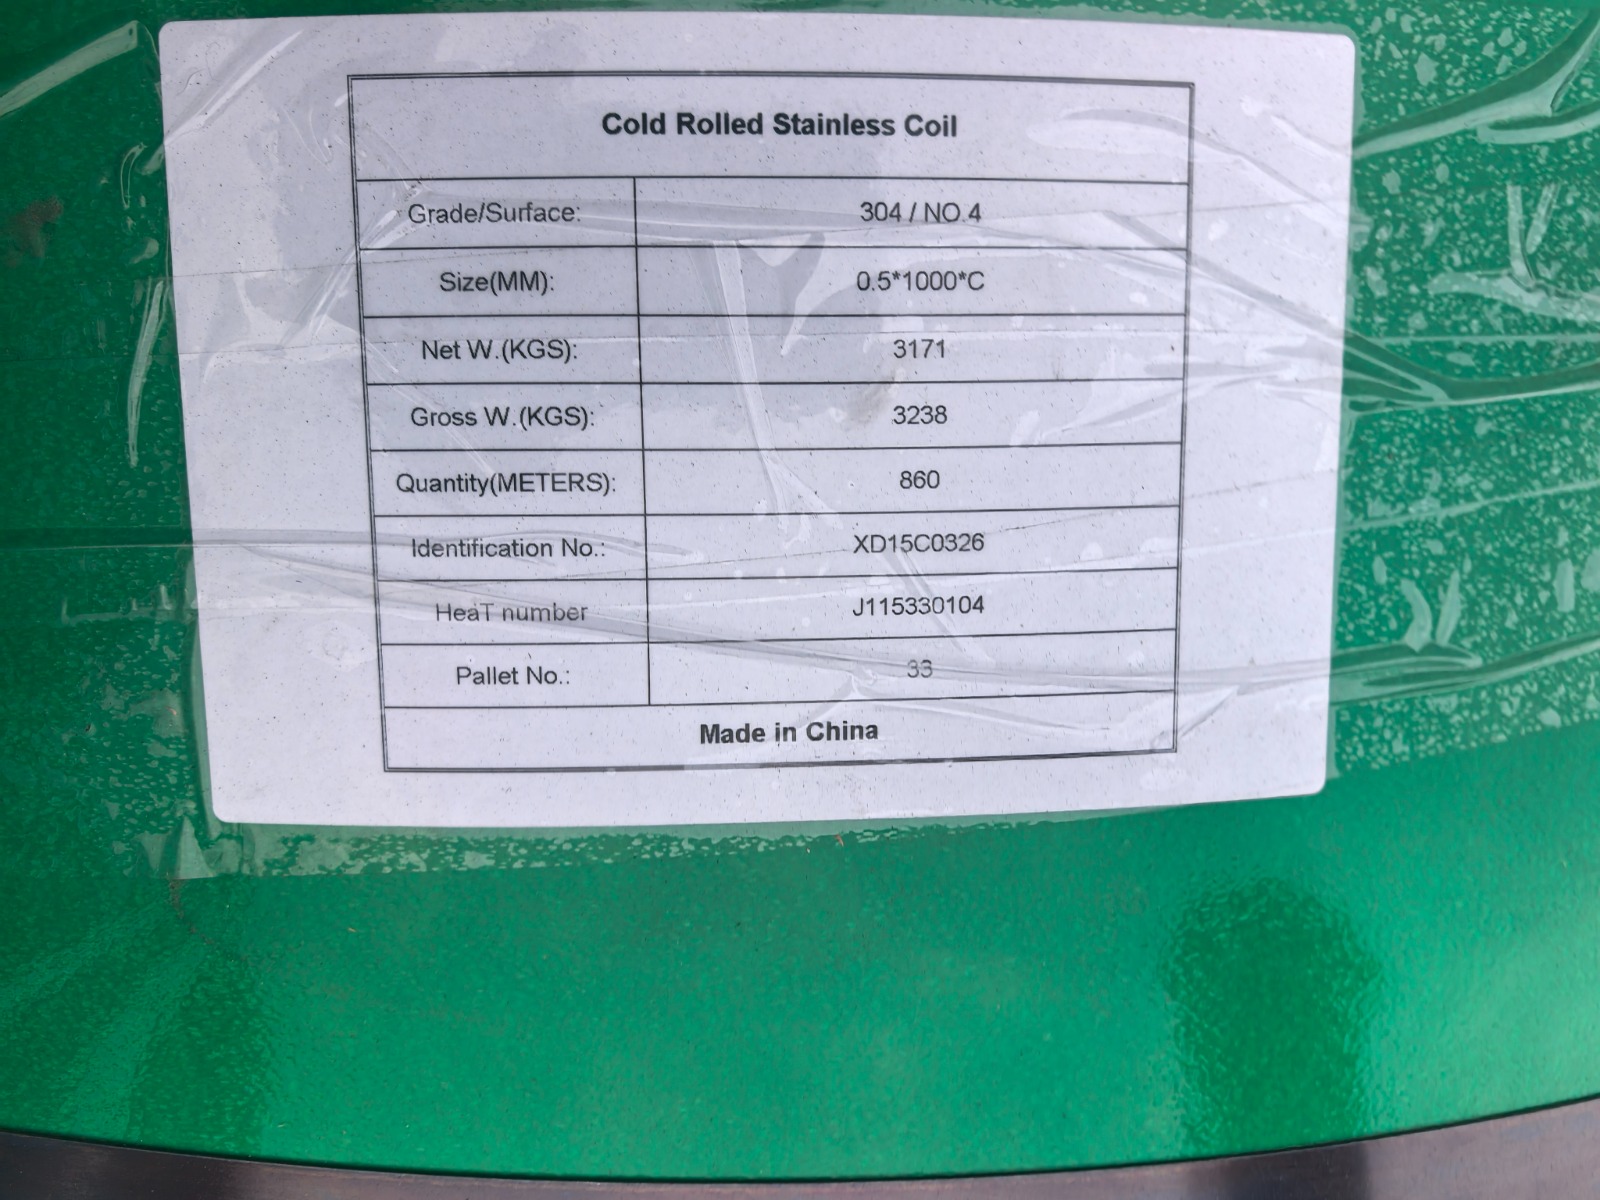 Cold Rolled Stainless Coil
Grade/Surface: 304 / NO.4
Size(MM): 0.5*1000*C
Net W.(KGS): 3171
Gross W.(KGS): 3238
Quantity(METERS): 860
Identification No.: XD15C0326
HeaT number J115330104
Pallet No.: 33
Made in China